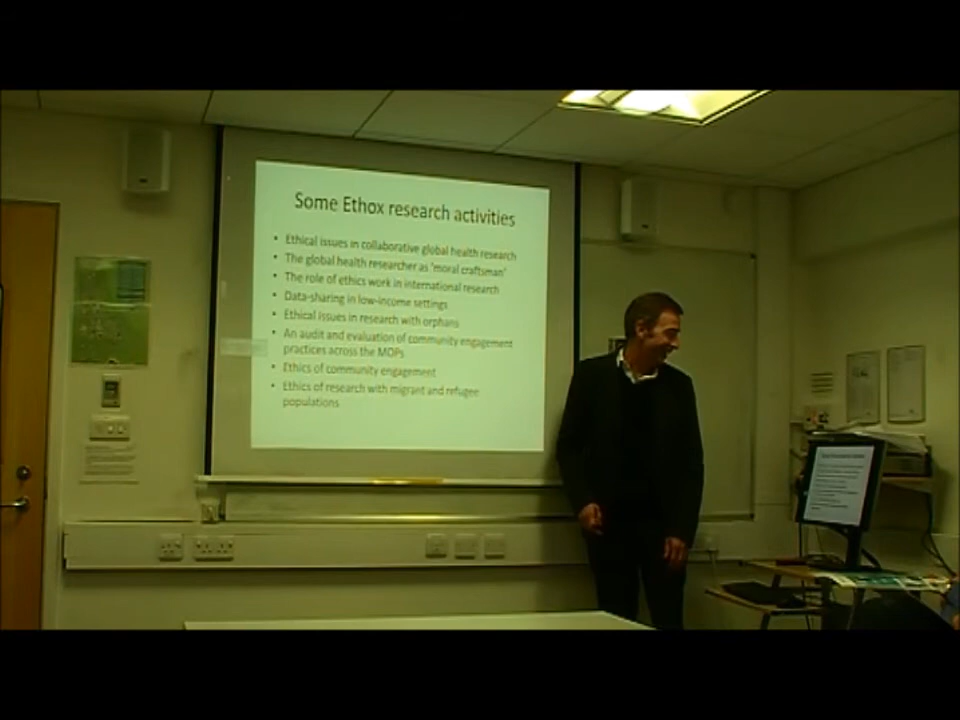 Some Ethox research activities
• Ethical issues in collaborative global health research
• The global health researcher as 'moral craftsman'
• The role of ethics work in international research
• Data-sharing in low-income settings
• Ethical issues in research with orphans
• An audit and evaluation of community engagement
practices across the MOPs
• Ethics of community engagement
• Ethics of research with migrant and refugee
populations